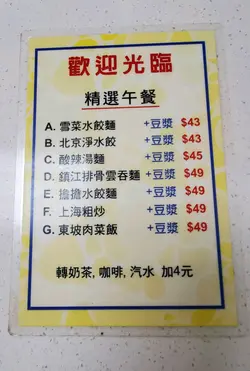 歡迎光臨
精選午餐
A. 雪菜水餃麵 +豆漿 $43
B. 北京淨水餃 +豆漿 $43
C. 酸辣湯麵 +豆漿 $45
D. 鎮江排骨雲吞麵 +豆漿 $49
E. 擔擔水餃麵 +豆漿 $49
F. 上海粗炒 +豆漿 $49
G. 東坡肉菜飯 +豆漿 $49
轉奶茶, 咖啡, 汽水 加4元